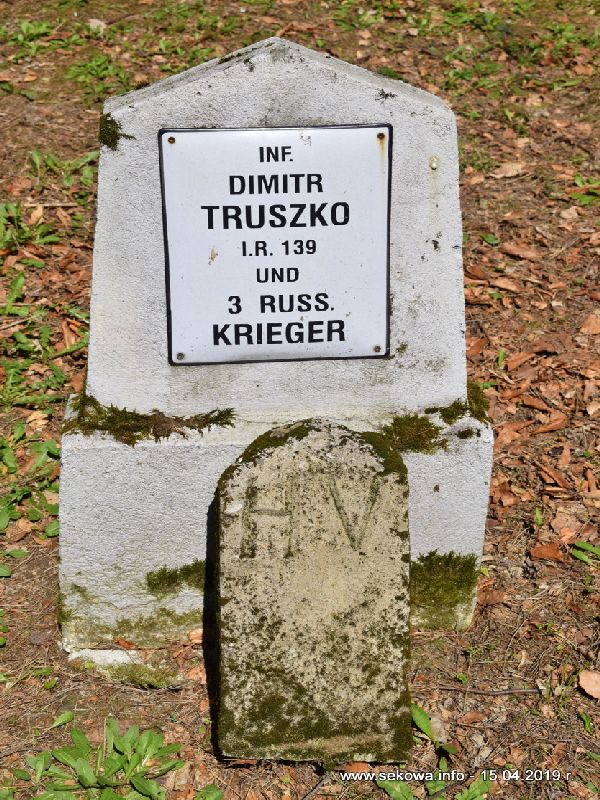 INF.
DIMITR
TRUSZKO
I.R. 139
UND
3 RUSS.
KRIEGER
HV
www.sekowa.info - 15.04.2019 r